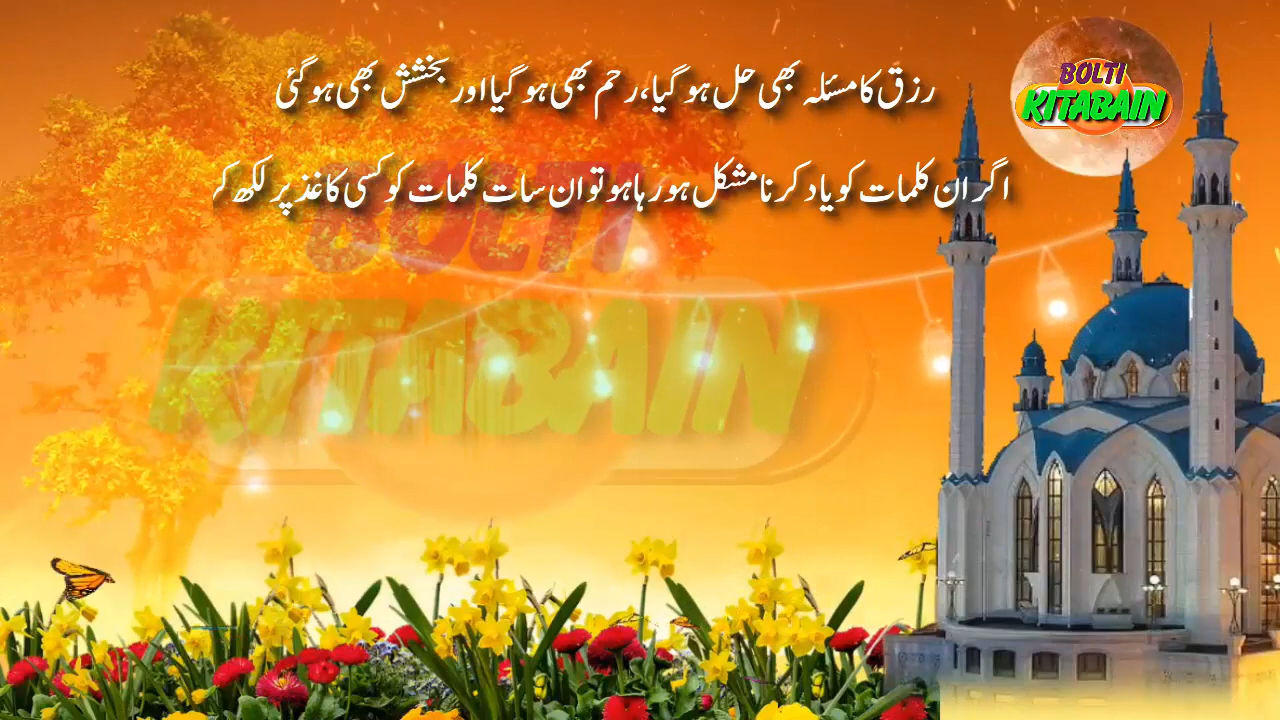 رزق کا مسئلہ بھی حل ہو گیا، رحم بھی ہو گیا اور بخشش بھی ہو گئی
اگر ان کلمات کو یاد کرنا مشکل ہو رہا ہو تو ان سات کلمات کو کسی کاغذ پر لکھ کر
BOLTI
KITABAIN
BOLTI
KITABAIN